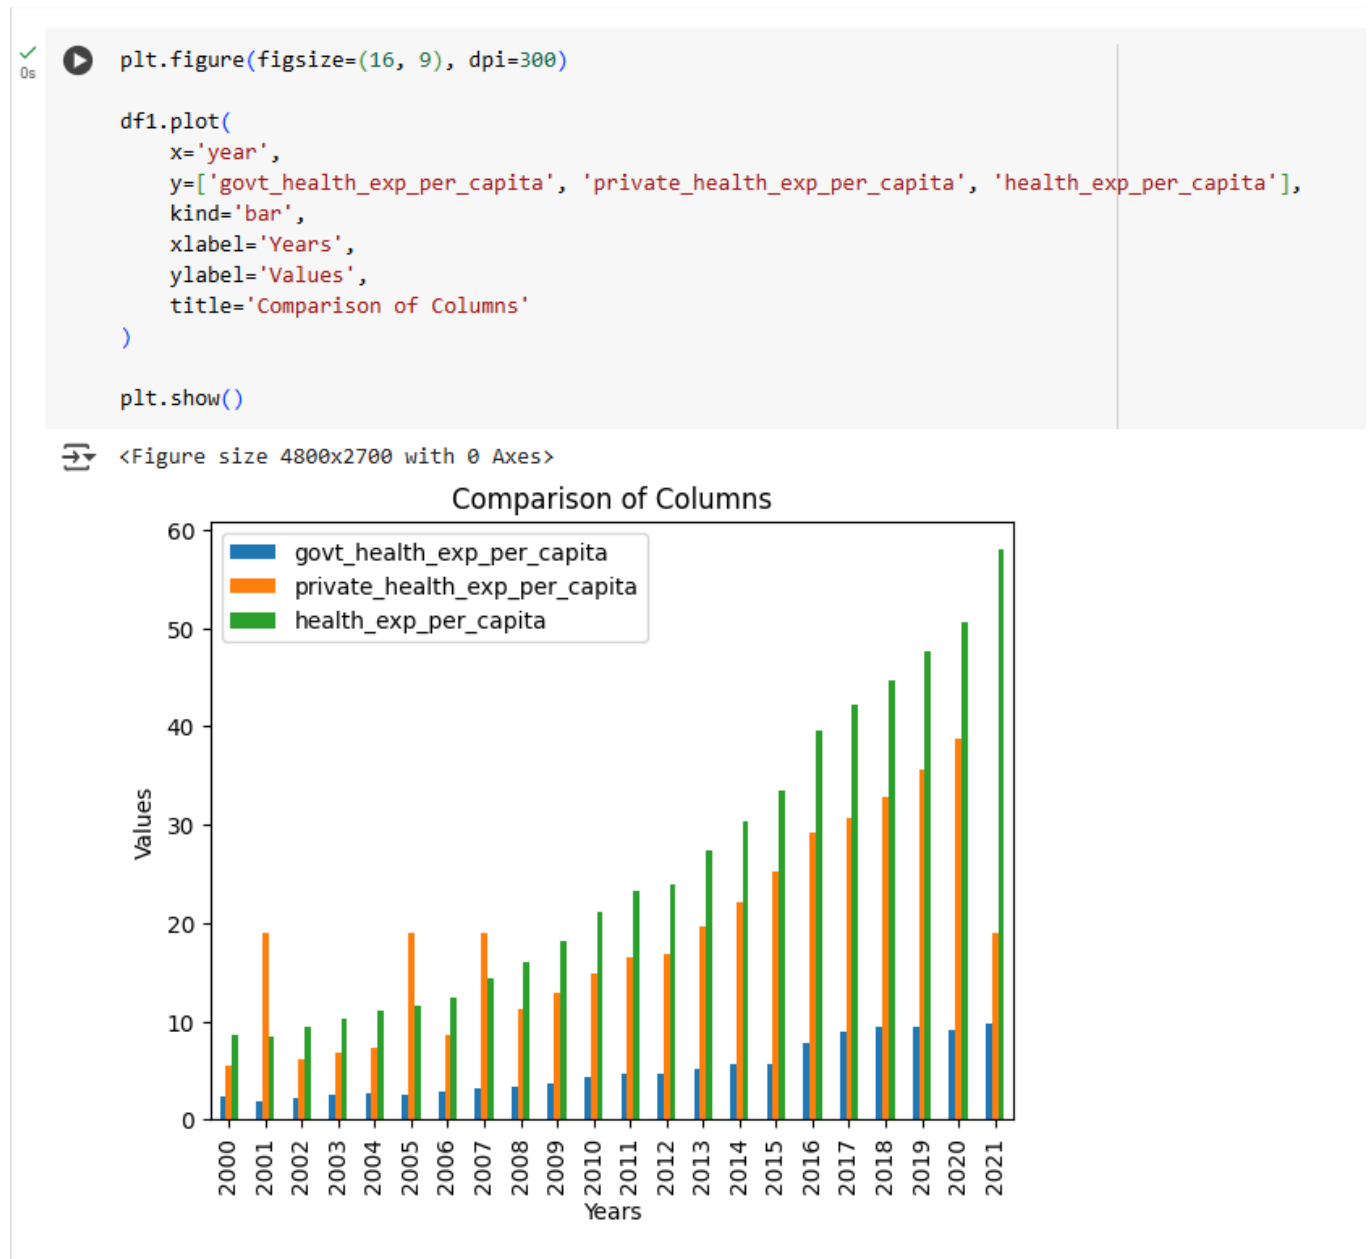 0s
plt.figure(figsize=(16, 9), dpi=300)
df1.plot(
    x='year',
    y=['govt_health_exp_per_capita', 'private_health_exp_per_capita', 'health_exp_per_capita'],
    kind='bar',
    xlabel='Years',
    ylabel='Values',
    title='Comparison of Columns'
)
plt.show()
<Figure size 4800x2700 with 0 Axes>
Comparison of Columns
govt_health_exp_per_capita
private_health_exp_per_capita
health_exp_per_capita
60
50
40
30
20
10
0
Values
2000 2001 2002 2003 2004 2005 2006 2007 2008 2009 2010 2011 2012 2013 2014 2015 2016 2017 2018 2019 2020 2021
Years